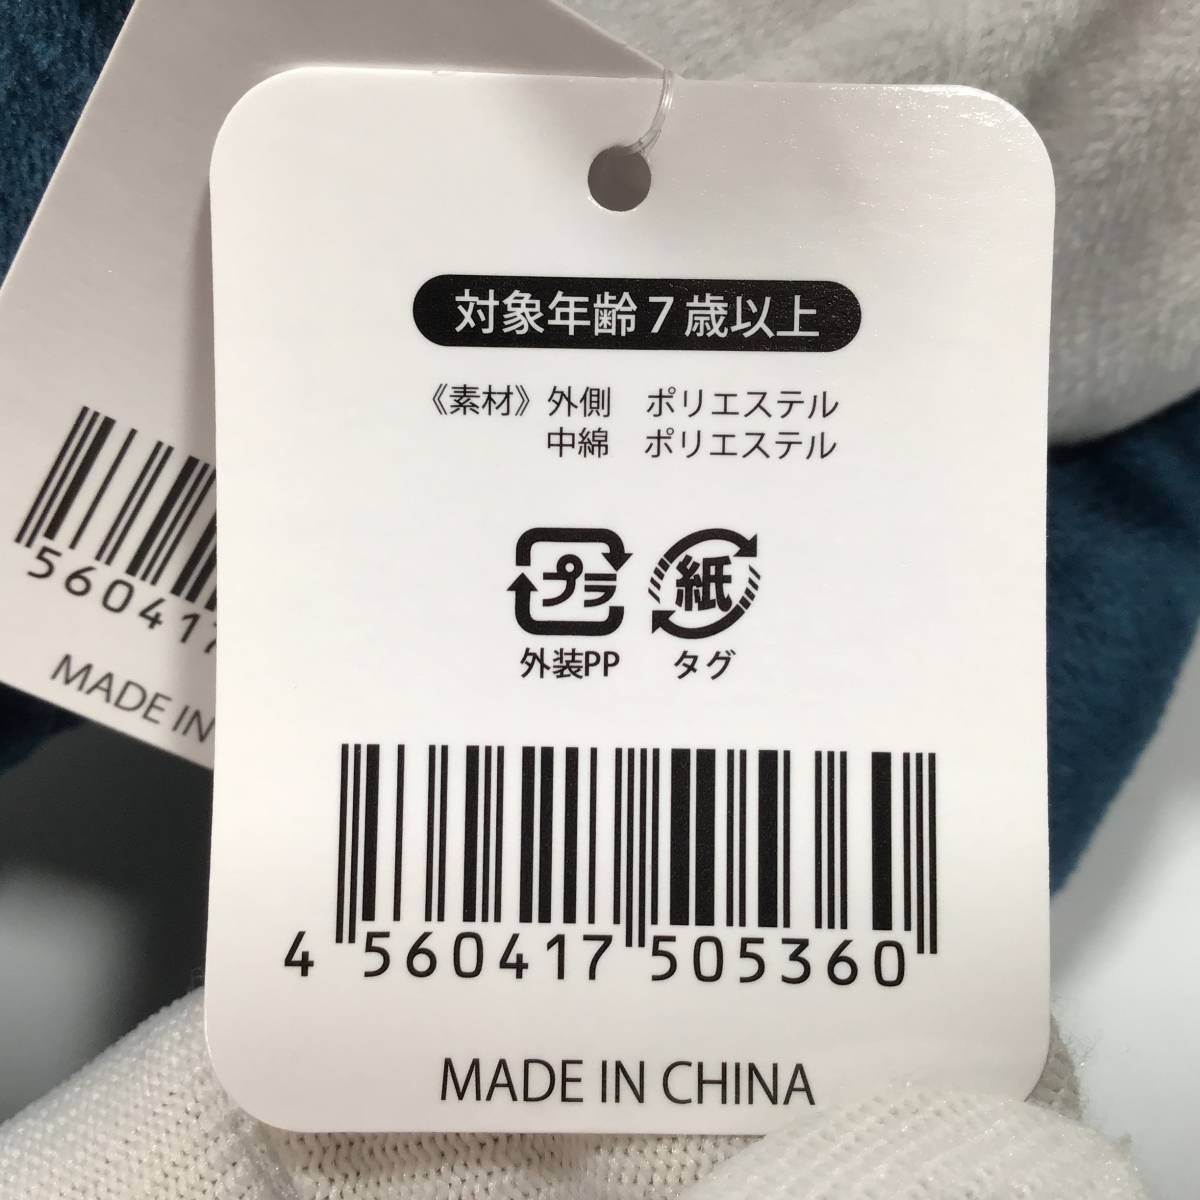 対象年齢7歳以上
《素材》外側　ポリエステル
中綿　ポリエステル
プラ 紙
外装PP タグ
4 560417 505360
MADE IN CHINA
560417
MADE IN